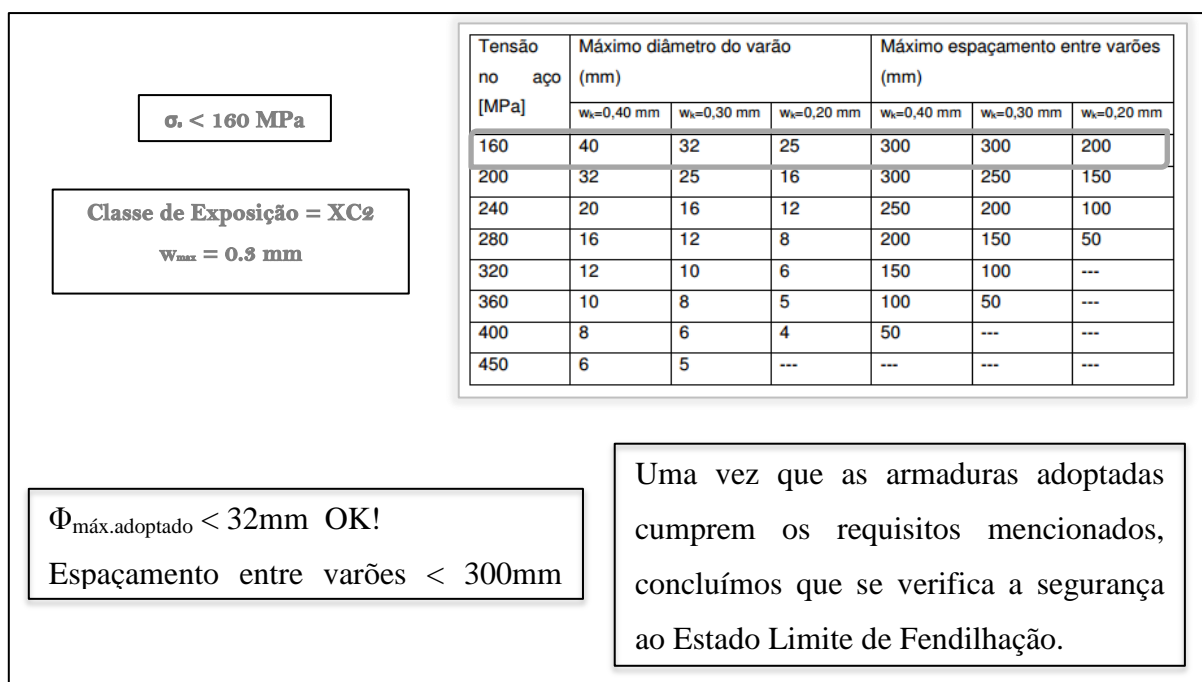 σs < 160 MPa
Classe de Exposição = XC2
wmax = 0.3 mm
Tensão no aço [MPa] | Máximo diâmetro do varão (mm) | Máximo espaçamento entre varões (mm)
wk=0,40 mm | wk=0,30 mm | wk=0,20 mm | wk=0,40 mm | wk=0,30 mm | wk=0,20 mm
160 | 40 | 32 | 25 | 300 | 300 | 200
200 | 32 | 25 | 16 | 300 | 250 | 150
240 | 20 | 16 | 12 | 250 | 200 | 100
280 | 16 | 12 | 8 | 200 | 150 | 50
320 | 12 | 10 | 6 | 150 | 100 | ---
360 | 10 | 8 | 5 | 100 | 50 | ---
400 | 8 | 6 | 4 | 50 | --- | ---
450 | 6 | 5 | --- | --- | --- | ---
Φmáx.adoptado < 32mm OK!
Espaçamento entre varões < 300mm
Uma vez que as armaduras adoptadas
cumprem os requisitos mencionados,
concluímos que se verifica a segurança
ao Estado Limite de Fendilhação.